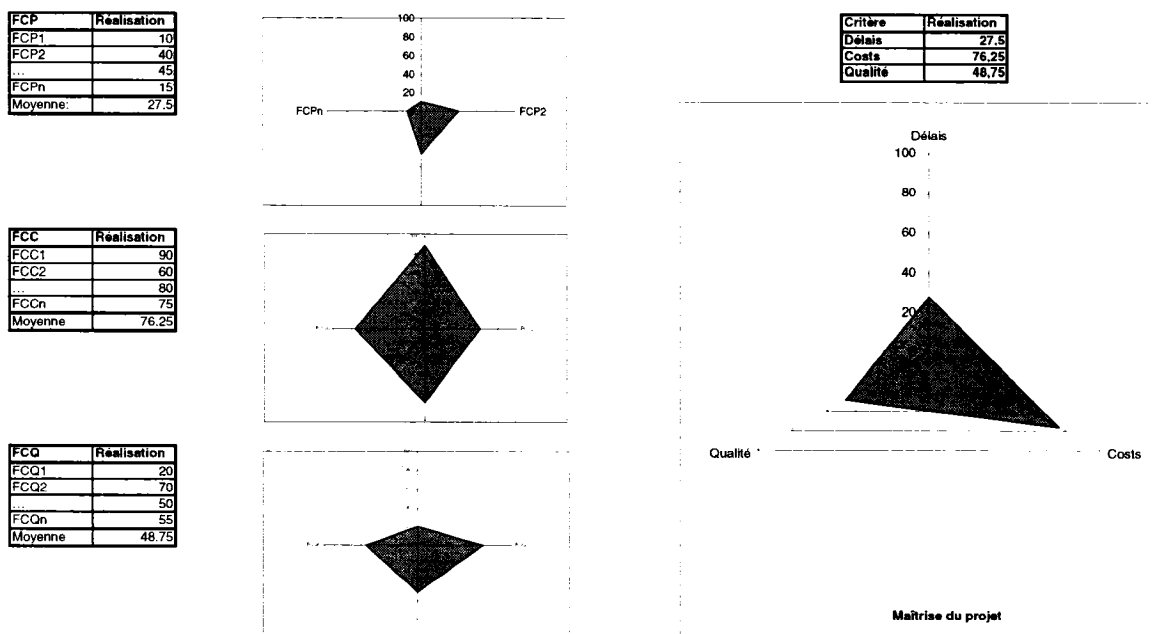 FCP Réalisation
FCP1 10
FCP2 40
... 45
FCPn 15
Moyenne: 27.5
100
80
60
40
20
FCPn FCP2
Critère Réalisation
Délais 27,5
Costs 76,25
Qualité 48,75
FCC Réalisation
FCC1 90
FCC2 60
... 80
FCCn 75
Moyenne 76.25
Délais
100
80
60
40
20
Qualité Costs
FCQ Réalisation
FCQ1 20
FCQ2 70
... 50
FCQn 55
Moyenne 48.75
Maîtrise du projet